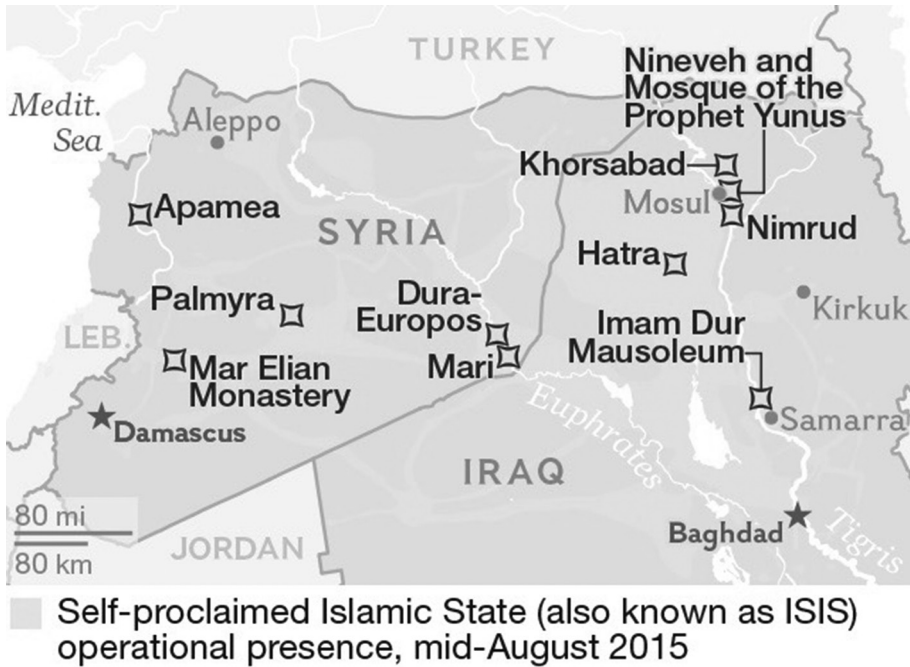 TURKEY
Nineveh and
Mosque of the
Prophet Yunus
Medit.
Sea
Aleppo
Khorsabad
Mosul
Apamea
SYRIA
Nimrud
Hatra
Palmyra
Dura-
Europos
Kirkuk
Imam Dur
Mausoleum
LEB.
Mari
Mar Elian
Monastery
Euphrates
Samarra
Damascus
IRAQ
80 mi
80 km
JORDAN
Baghdad
Tigris
Self-proclaimed Islamic State (also known as ISIS)
operational presence, mid-August 2015